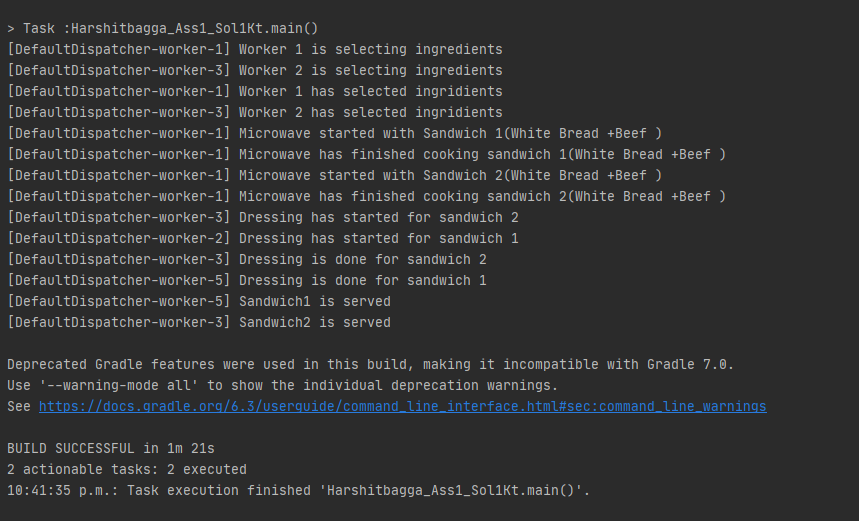 > Task :Harshitbagga_Ass1_Sol1Kt.main()
[DefaultDispatcher-worker-1] Worker 1 is selecting ingredients
[DefaultDispatcher-worker-3] Worker 2 is selecting ingredients
[DefaultDispatcher-worker-1] Worker 1 has selected ingridients
[DefaultDispatcher-worker-3] Worker 2 has selected ingridients
[DefaultDispatcher-worker-1] Microwave started with Sandwich 1(White Bread +Beef )
[DefaultDispatcher-worker-1] Microwave has finished cooking sandwich 1(White Bread +Beef )
[DefaultDispatcher-worker-1] Microwave started with Sandwich 2(White Bread +Beef )
[DefaultDispatcher-worker-1] Microwave has finished cooking sandwich 2(White Bread +Beef )
[DefaultDispatcher-worker-3] Dressing has started for sandwich 2
[DefaultDispatcher-worker-2] Dressing has started for sandwich 1
[DefaultDispatcher-worker-3] Dressing is done for sandwich 2
[DefaultDispatcher-worker-5] Dressing is done for sandwich 1
[DefaultDispatcher-worker-5] Sandwich1 is served
[DefaultDispatcher-worker-3] Sandwich2 is served
Deprecated Gradle features were used in this build, making it incompatible with Gradle 7.0.
Use '--warning-mode all' to show the individual deprecation warnings.
See https://docs.gradle.org/6.3/userguide/command_line_interface.html#sec:command_line_warnings
BUILD SUCCESSFUL in 1m 21s
2 actionable tasks: 2 executed
10:41:35 p.m.: Task execution finished 'Harshitbagga_Ass1_Sol1Kt.main()'.